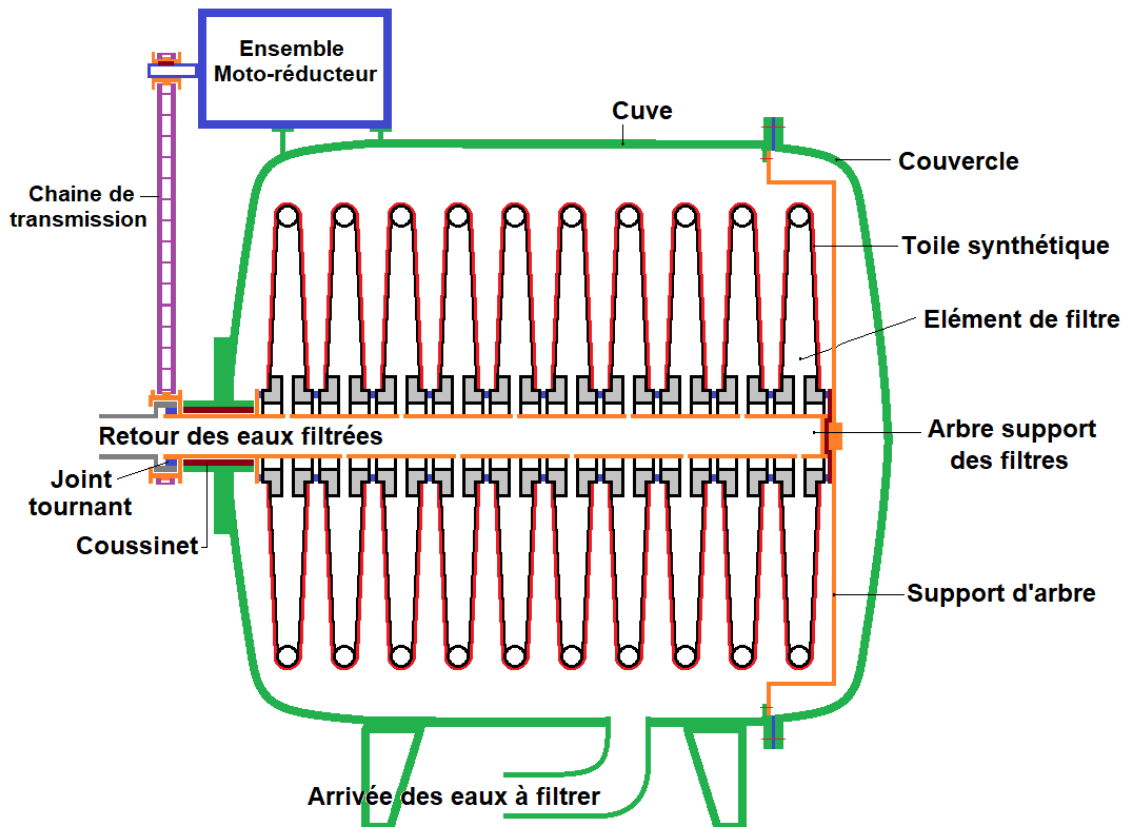 Ensemble
Moto-réducteur
Cuve
Couvercle
Chaine de
transmission
Toile synthétique
Elément de filtre
Retour des eaux filtrées
Arbre support
des filtres
Joint
tournant
Coussinet
Support d'arbre
Arrivée des eaux à filtrer